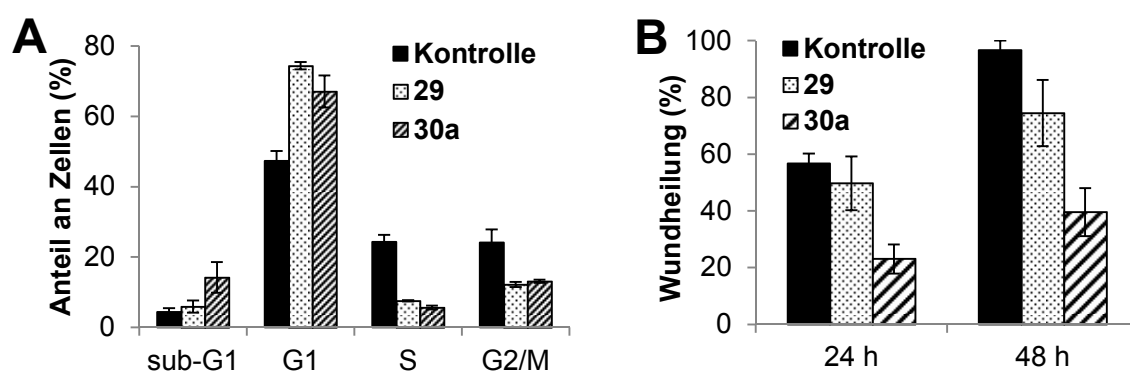 A
Anteil an Zellen (%)
80
60
40
20
0
Kontrolle
29
30a
sub-G1 G1 S G2/M
B
Wundheilung (%)
100
80
60
40
20
0
Kontrolle
29
30a
24 h 48 h